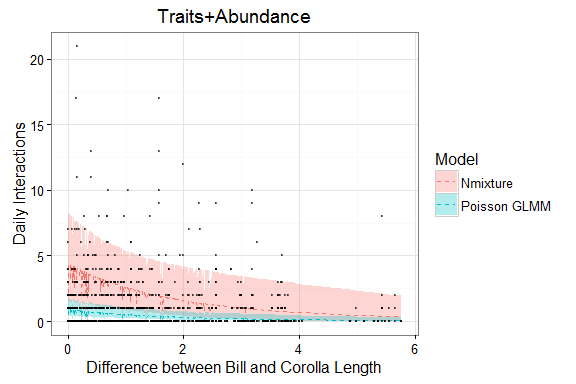 Traits+Abundance
Daily Interactions
20
15
10
5
0
0 2 4 6
Difference between Bill and Corolla Length
Model
Nmixture
Poisson GLMM